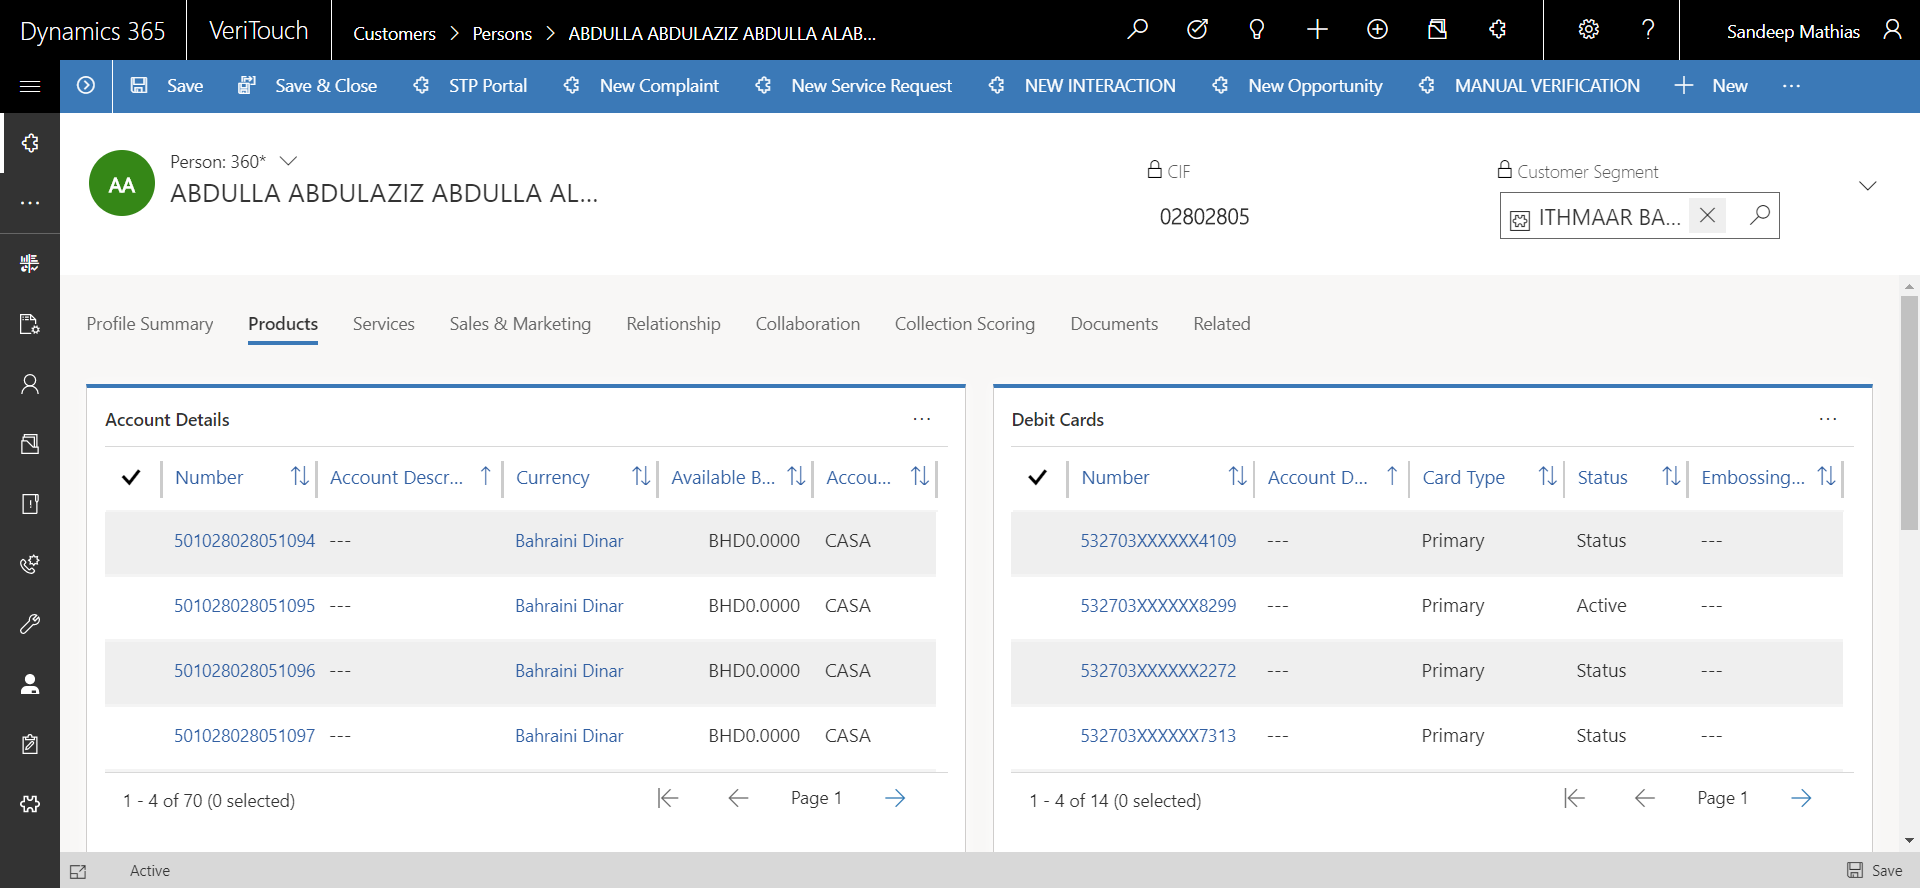 Dynamics 365
VeriTouch
Customers > Persons > ABDULLA ABDULAZIZ ABDULLA ALAB...
Sandeep Mathias
Save
Save & Close
STP Portal
New Complaint
New Service Request
NEW INTERACTION
New Opportunity
MANUAL VERIFICATION
New
Person: 360*
AA
ABDULLA ABDULAZIZ ABDULLA AL...
CIF
02802805
Customer Segment
ITHMAAR BA...
Profile Summary
Products
Services
Sales & Marketing
Relationship
Collaboration
Collection Scoring
Documents
Related
Account Details
Number Account Descr... Currency Available B... Accou...
501028028051094 --- Bahraini Dinar BHD0.0000 CASA
501028028051095 --- Bahraini Dinar BHD0.0000 CASA
501028028051096 --- Bahraini Dinar BHD0.0000 CASA
501028028051097 --- Bahraini Dinar BHD0.0000 CASA
1 - 4 of 70 (0 selected) Page 1
Debit Cards
Number Account D... Card Type Status Embossing...
532703XXXXXX4109 --- Primary Status ---
532703XXXXXX8299 --- Primary Active ---
532703XXXXXX2272 --- Primary Status ---
532703XXXXXX7313 --- Primary Status ---
1 - 4 of 14 (0 selected) Page 1
Active
Save